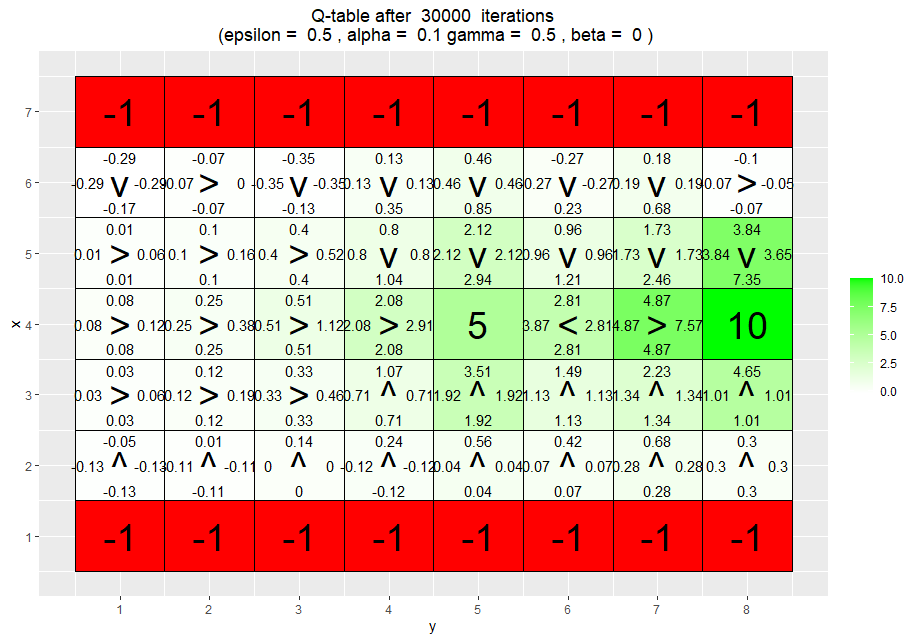 Q-table after 30000 iterations
(epsilon = 0.5 , alpha = 0.1 gamma = 0.5 , beta = 0 )
7 -1 -1 -1 -1 -1 -1 -1 -1
-0.29 -0.07 -0.35 0.13 0.46 -0.27 0.18 -0.1
6 -0.29 v -0.29 -0.07 > 0 -0.35 v -0.35 0.13 v 0.13 0.46 v 0.46 -0.27 v -0.27 0.19 v 0.19 -0.07 > -0.05
-0.17 -0.07 -0.13 0.35 0.85 0.23 0.68 -0.07
0.01 0.1 0.4 0.8 2.12 0.96 1.73 3.84
5 0.01 > 0.06 0.1 > 0.16 0.4 > 0.52 0.8 v 0.8 2.12 v 2.12 0.96 v 0.96 1.73 v 1.73 3.84 v 3.65
0.01 0.1 0.4 1.04 2.94 1.21 2.46 7.35
0.08 0.25 0.51 2.08 2.81 4.87
x 4 0.08 > 0.12 0.25 > 0.38 0.51 > 1.12 2.08 > 2.91 5 3.87 < 2.81 4.87 > 7.57 10
0.08 0.25 0.51 2.08 2.81 4.87
0.03 0.12 0.33 1.07 3.51 1.49 2.23 4.65
3 0.03 > 0.06 0.12 > 0.19 0.33 > 0.46 0.71 ^ 0.71 1.92 ^ 1.92 1.13 ^ 1.13 1.34 ^ 1.34 1.01 ^ 1.01
0.03 0.12 0.33 0.71 1.92 1.13 1.34 1.01
-0.05 0.01 0.14 0.24 0.56 0.42 0.68 0.3
2 -0.13 ^ -0.13 -0.11 ^ -0.11 0 ^ 0 -0.12 ^ -0.12 0.04 ^ 0.04 0.07 ^ 0.07 0.28 ^ 0.28 0.3 ^ 0.3
-0.13 -0.11 0 -0.12 0.04 0.07 0.28 0.3
1 -1 -1 -1 -1 -1 -1 -1 -1
1 2 3 4 5 6 7 8
y
10.0
7.5
5.0
2.5
0.0